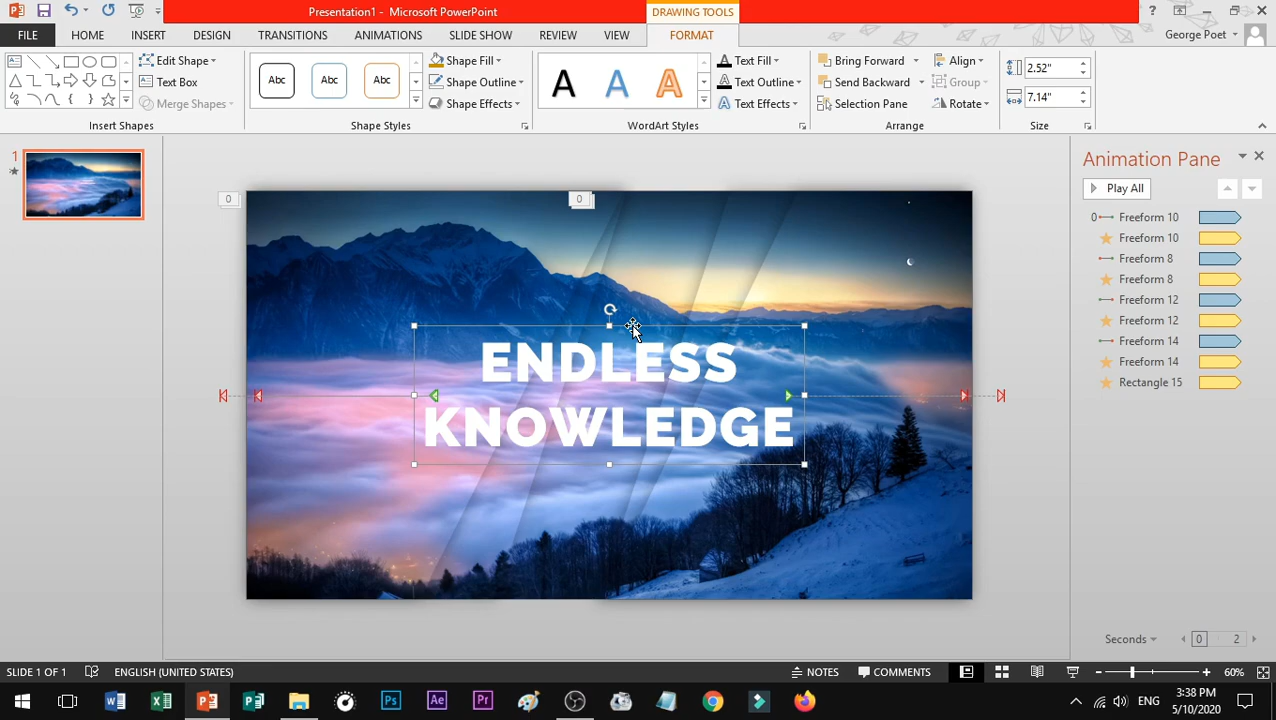 Presentation1 - Microsoft PowerPoint
DRAWING TOOLS
FILE HOME INSERT DESIGN TRANSITIONS ANIMATIONS SLIDE SHOW REVIEW VIEW FORMAT
George Poet
Edit Shape
Text Box
Merge Shapes
Insert Shapes
Abc Abc Abc
Shape Fill
Shape Outline
Shape Effects
Shape Styles
A A A
Text Fill
Text Outline
Text Effects
WordArt Styles
Bring Forward
Send Backward
Selection Pane
Align
Group
Rotate
Arrange
2.52"
7.14"
Size
1
0
0
ENDLESS
KNOWLEDGE
Animation Pane
Play All
0 Freeform 10
Freeform 10
Freeform 8
Freeform 8
Freeform 12
Freeform 12
Freeform 14
Freeform 14
Rectangle 15
Seconds 0 2
SLIDE 1 OF 1 ENGLISH (UNITED STATES) NOTES COMMENTS 60%
Ps Ae Pr
ENG
3:38 PM
5/10/2020